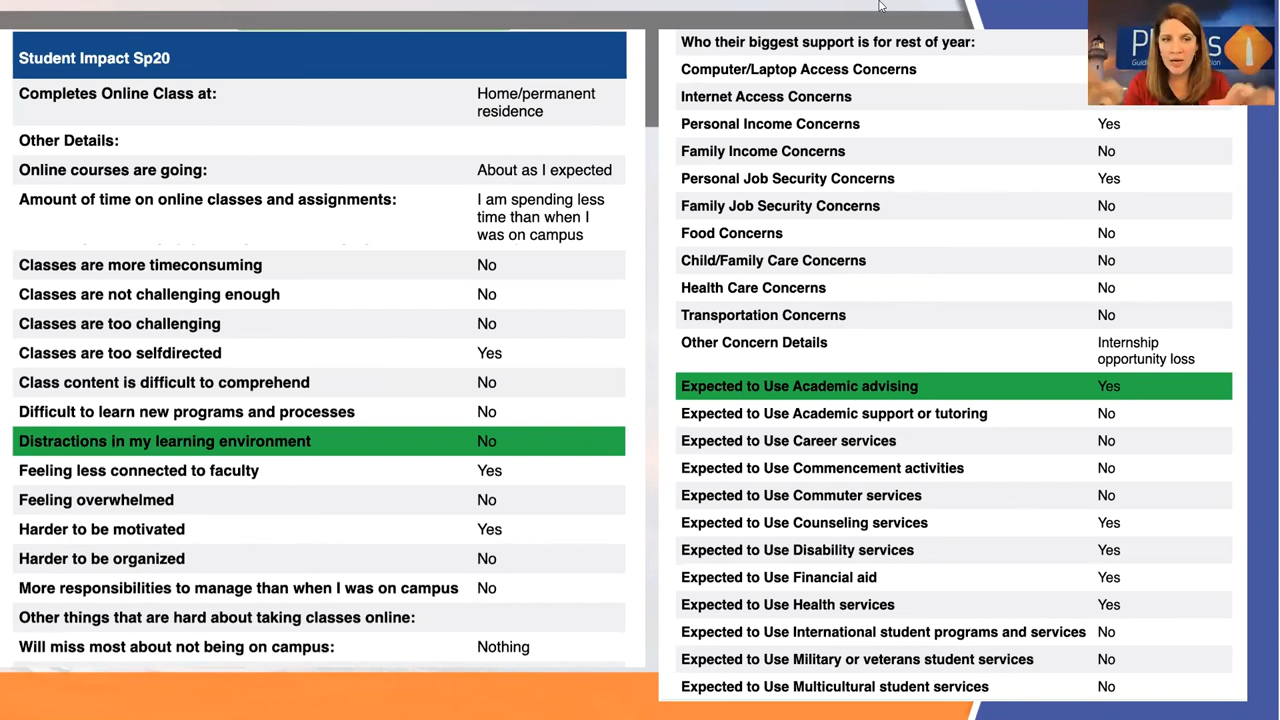 Student Impact Sp20
Completes Online Class at: Home/permanent
residence
Other Details:
Online courses are going: About as I expected
Amount of time on online classes and assignments: I am spending less
time than when I
was on campus
Classes are more timeconsuming No
Classes are not challenging enough No
Classes are too challenging No
Classes are too selfdirected Yes
Class content is difficult to comprehend No
Difficult to learn new programs and processes No
Distractions in my learning environment No
Feeling less connected to faculty Yes
Feeling overwhelmed No
Harder to be motivated Yes
Harder to be organized No
More responsibilities to manage than when I was on campus No
Other things that are hard about taking classes online:
Will miss most about not being on campus: Nothing
Who their biggest support is for rest of year:
Computer/Laptop Access Concerns
Internet Access Concerns
Personal Income Concerns Yes
Family Income Concerns No
Personal Job Security Concerns Yes
Family Job Security Concerns No
Food Concerns No
Child/Family Care Concerns No
Health Care Concerns No
Transportation Concerns No
Other Concern Details Internship
opportunity loss
Expected to Use Academic advising Yes
Expected to Use Academic support or tutoring No
Expected to Use Career services No
Expected to Use Commencement activities No
Expected to Use Commuter services No
Expected to Use Counseling services Yes
Expected to Use Disability services Yes
Expected to Use Financial aid Yes
Expected to Use Health services Yes
Expected to Use International student programs and services No
Expected to Use Military or veterans student services No
Expected to Use Multicultural student services No